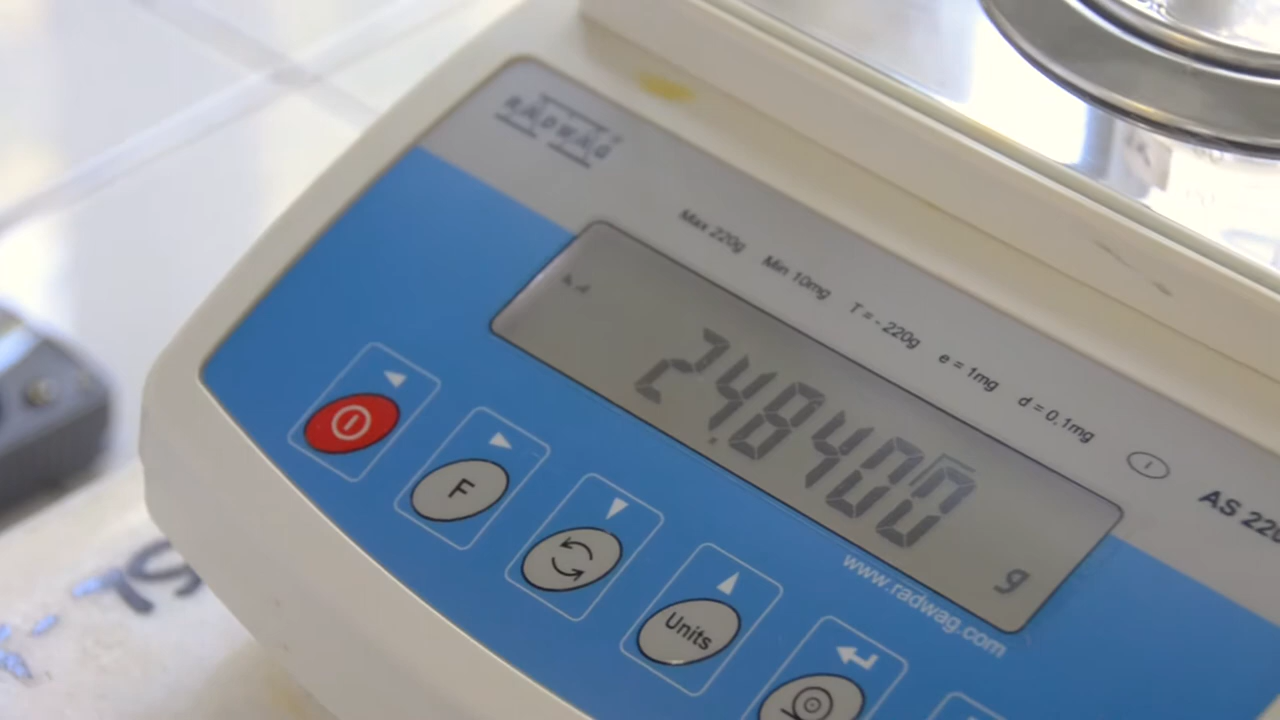 RADWAG
Max 220g Min 10mg T = - 220g e = 1mg d = 0,1mg
AS 220
24.8400 g
F
Units
www.radwag.com